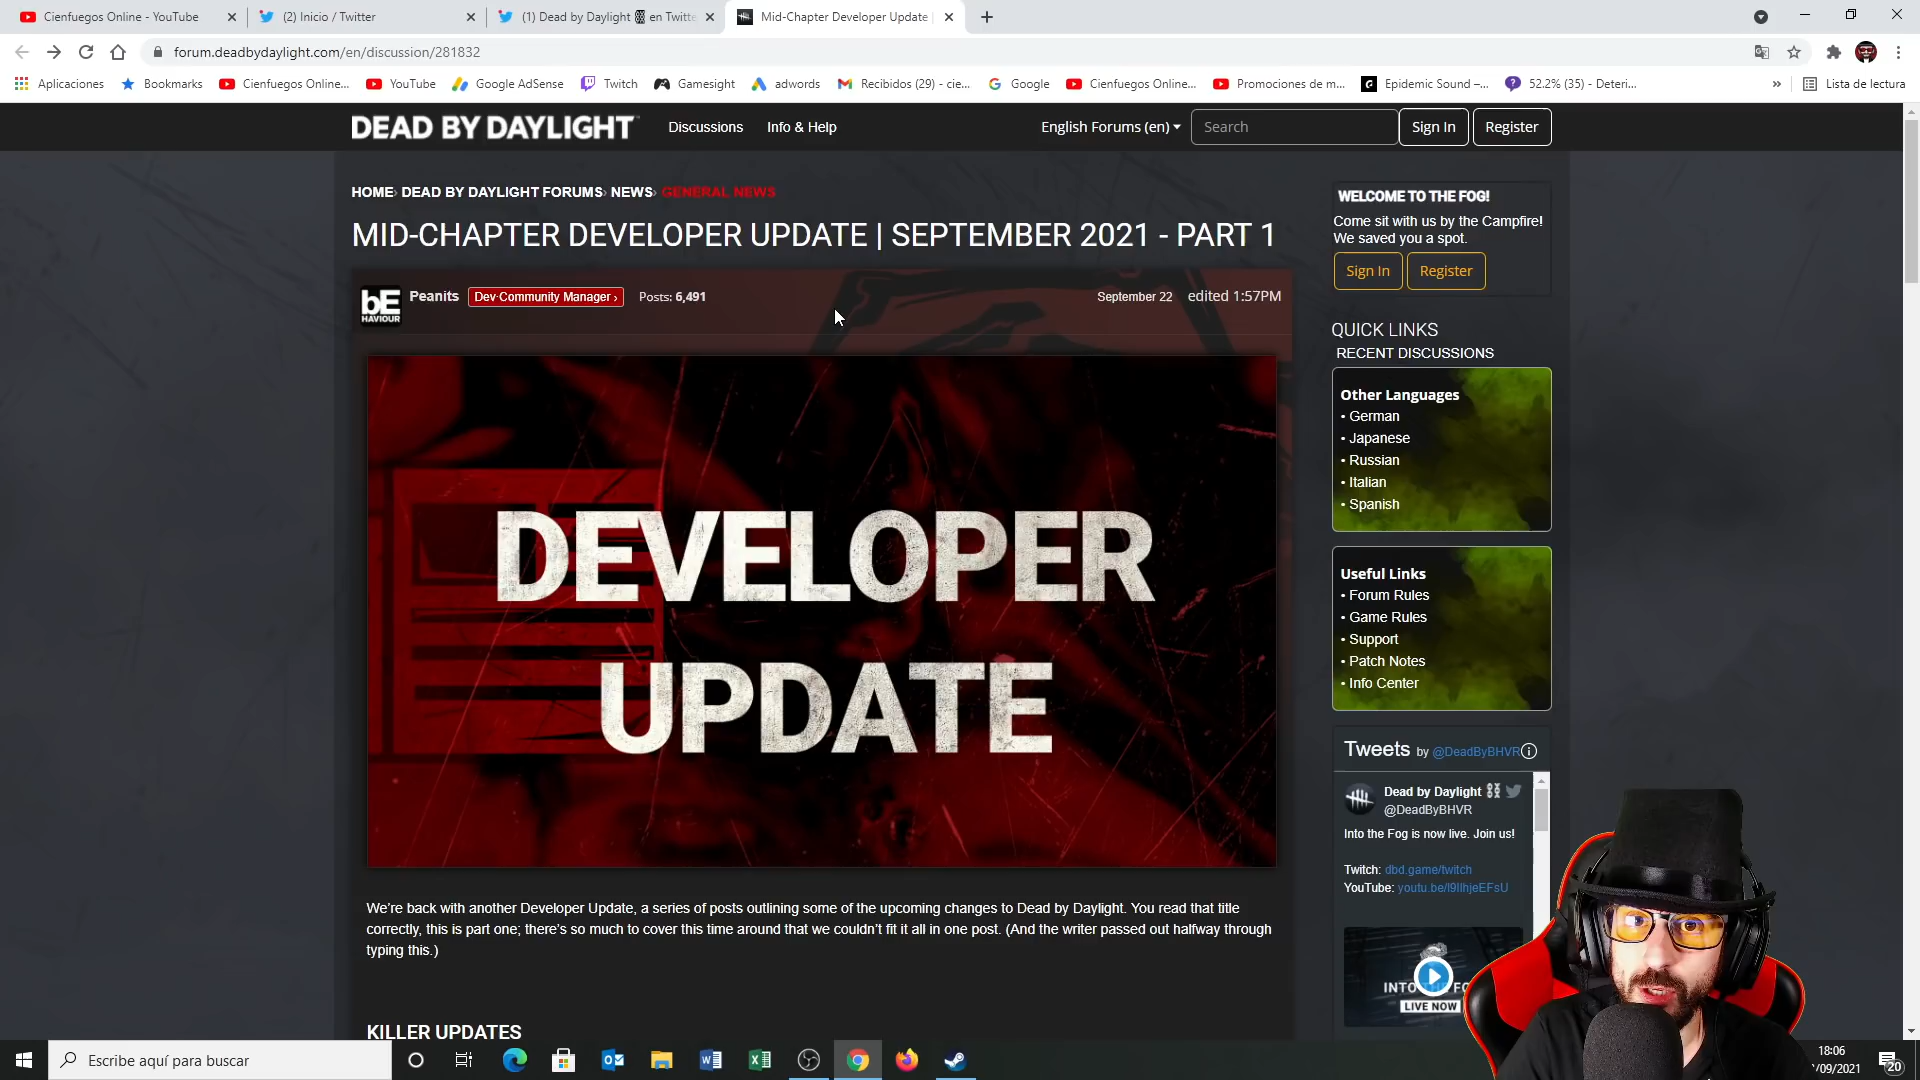 Cienfuegos Online - YouTube
(2) Inicio / Twitter
(1) Dead by Daylight en Twitte
Mid-Chapter Developer Update |
forum.deadbydaylight.com/en/discussion/281832
Aplicaciones
Bookmarks
Cienfuegos Online...
YouTube
Google AdSense
Twitch
Gamesight
adwords
Recibidos (29) - cie...
Google
Cienfuegos Online...
Promociones de m...
Epidemic Sound –...
52.2% (35) - Deteri...
»
Lista de lectura
DEAD BY DAYLIGHT
Discussions
Info & Help
English Forums (en)
Search
Sign In
Register
HOME› DEAD BY DAYLIGHT FORUMS› NEWS› GENERAL NEWS
MID-CHAPTER DEVELOPER UPDATE | SEPTEMBER 2021 - PART 1
bE
HAVIOUR
Peanits
Dev·Community Manager ›
Posts: 6,491
September 22
edited 1:57PM
DEVELOPER
UPDATE
We're back with another Developer Update, a series of posts outlining some of the upcoming changes to Dead by Daylight. You read that title
correctly, this is part one; there's so much to cover this time around that we couldn't fit it all in one post. (And the writer passed out halfway through
typing this.)
KILLER UPDATES
WELCOME TO THE FOG!
Come sit with us by the Campfire!
We saved you a spot.
Sign In
Register
QUICK LINKS
RECENT DISCUSSIONS
Other Languages
• German
• Japanese
• Russian
• Italian
• Spanish
Useful Links
• Forum Rules
• Game Rules
• Support
• Patch Notes
• Info Center
Tweets by @DeadByBHVR
Dead by Daylight
@DeadByBHVR
Into the Fog is now live. Join us!
Twitch: dbd.game/twitch
YouTube: youtu.be/l9IlhjeEFsU
LIVE NOW
Escribe aquí para buscar
18:06
/09/2021
20